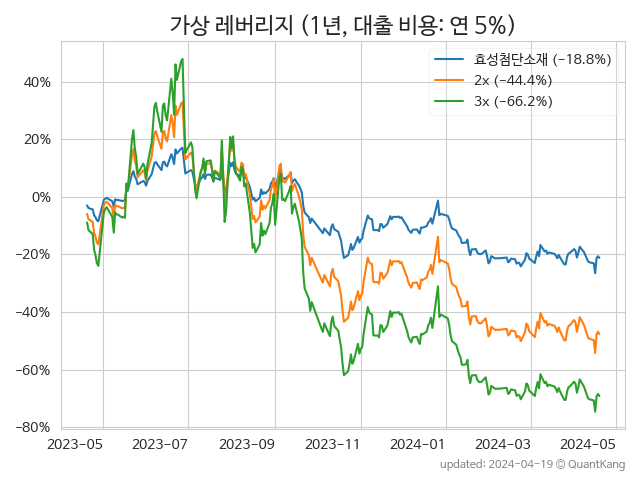 가상 레버리지 (1년, 대출 비용: 연 5%)
효성첨단소재 (-18.8%)
2x (-44.4%)
3x (-66.2%)
40%
20%
0%
-20%
-40%
-60%
-80%
2023-05 2023-07 2023-09 2023-11 2024-01 2024-03 2024-05
updated: 2024-04-19 © QuantKang